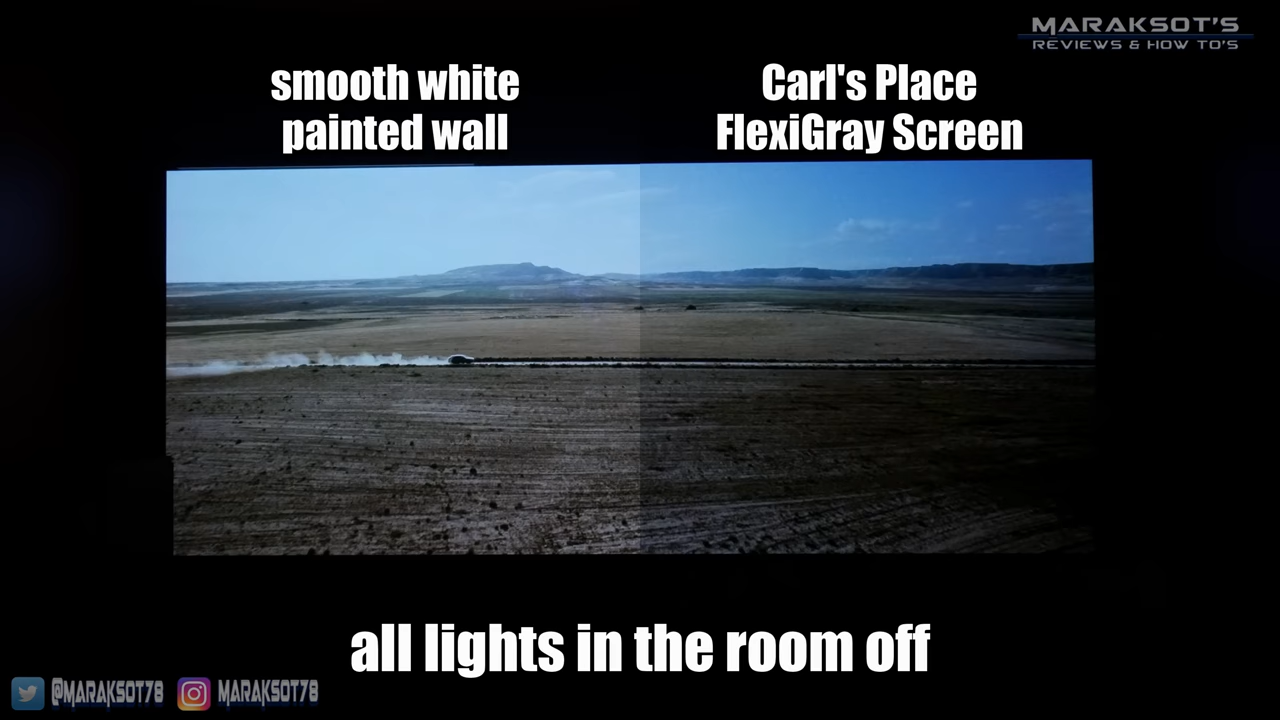 MARAKSOT'S
REVIEWS & HOW TO'S
smooth white
painted wall
Carl's Place
FlexiGray Screen
all lights in the room off
@MARAKSOT78
MARAKSOT78